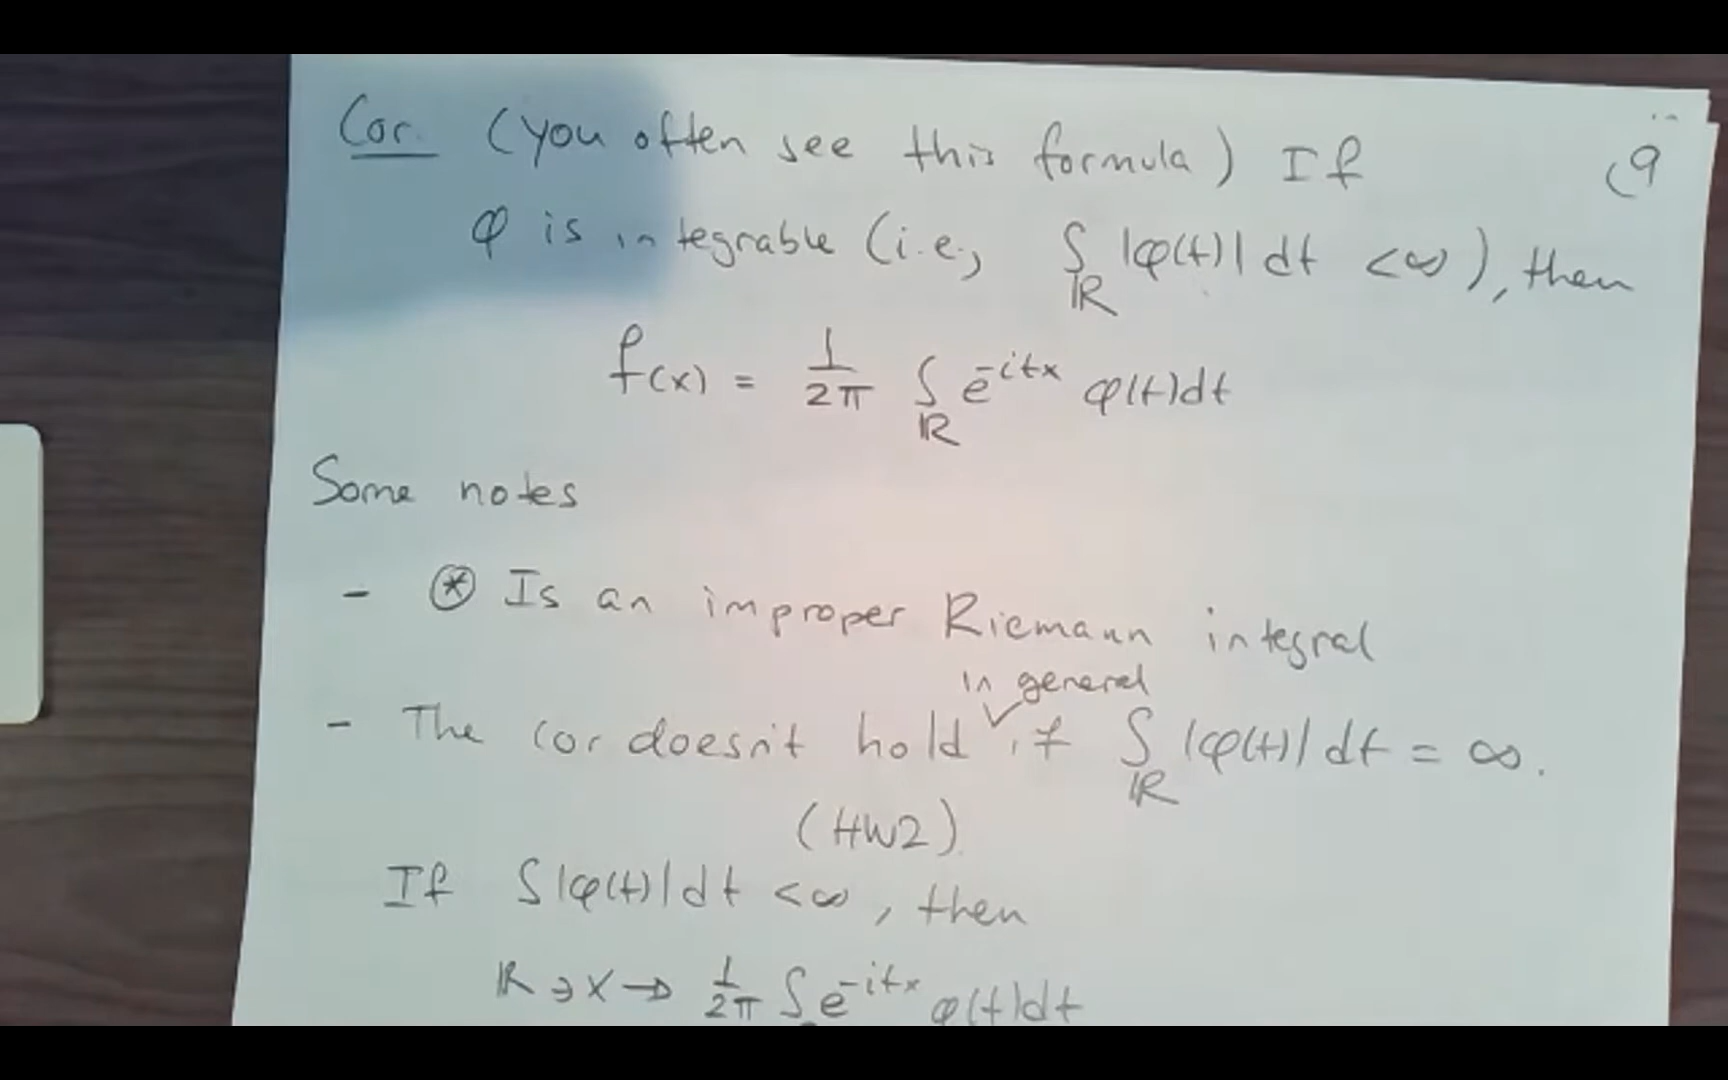 Cor. (you often see this formula) If
φ is integrable (i.e., ∫_ℝ |φ(t)| dt < ∞), then
f(x) = 1/2π ∫_ℝ e^{-itx} φ(t)dt
Some notes
- ⊛ Is an improper Riemann integral
in general
- The cor doesn't hold ✓ if ∫_ℝ |φ(t)| dt = ∞.
(HW2)
If ∫|φ(t)|dt < ∞, then
ℝ ∋ x → 1/2π ∫ e^{-itx} φ(t)dt